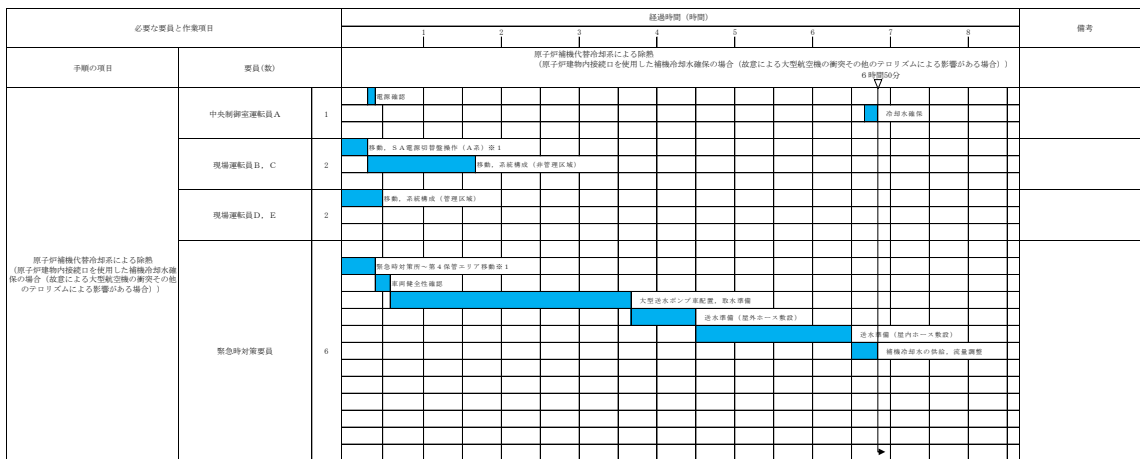 必要な要員と作業項目
経過時間（時間）
備考
1 2 3 4 5 6 7 8
手順の項目
要員(数)
原子炉補機代替冷却系による除熱
（原子炉建物内接続口を使用した補機冷却水確保の場合（故意による大型航空機の衝突その他のテロリズムによる影響がある場合））
6時間50分
▽
中央制御室運転員A
1
電源確認
冷却水確保
現場運転員B，C
2
移動，SA電源切替盤操作（A系）※1
移動，系統構成（非管理区域）
現場運転員D，E
2
移動，系統構成（管理区域）
原子炉補機代替冷却系による除熱
（原子炉建物内接続口を使用した補機冷却水確
保の場合（故意による大型航空機の衝突その他
のテロリズムによる影響がある場合））
緊急時対策要員
6
緊急時対策所～第4保管エリア移動※1
車両健全性確認
大型送水ポンプ車配置，取水準備
送水準備（屋外ホース敷設）
送水準備（屋内ホース敷設）
補機冷却水の供給，流量調整